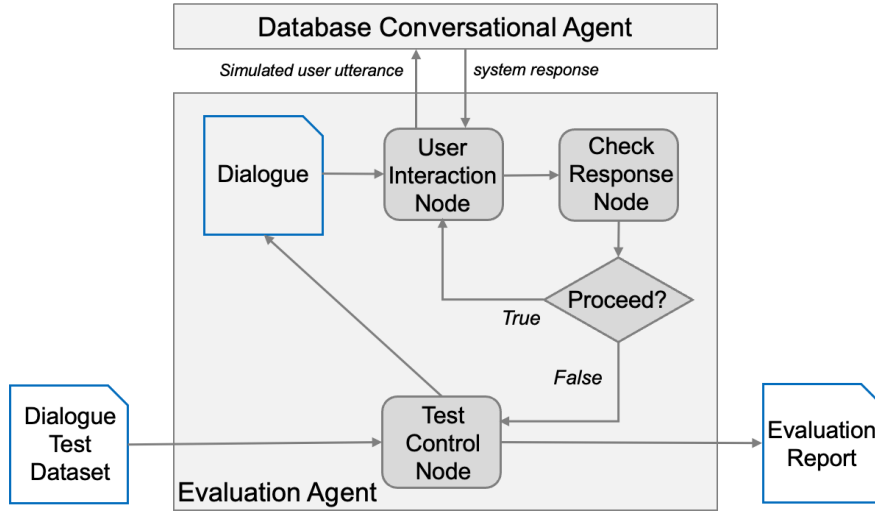 Database Conversational Agent
Simulated user utterance
system response
Dialogue
User
Interaction
Node
Check
Response
Node
Proceed?
True
False
Dialogue
Test
Dataset
Test
Control
Node
Evaluation
Report
Evaluation Agent